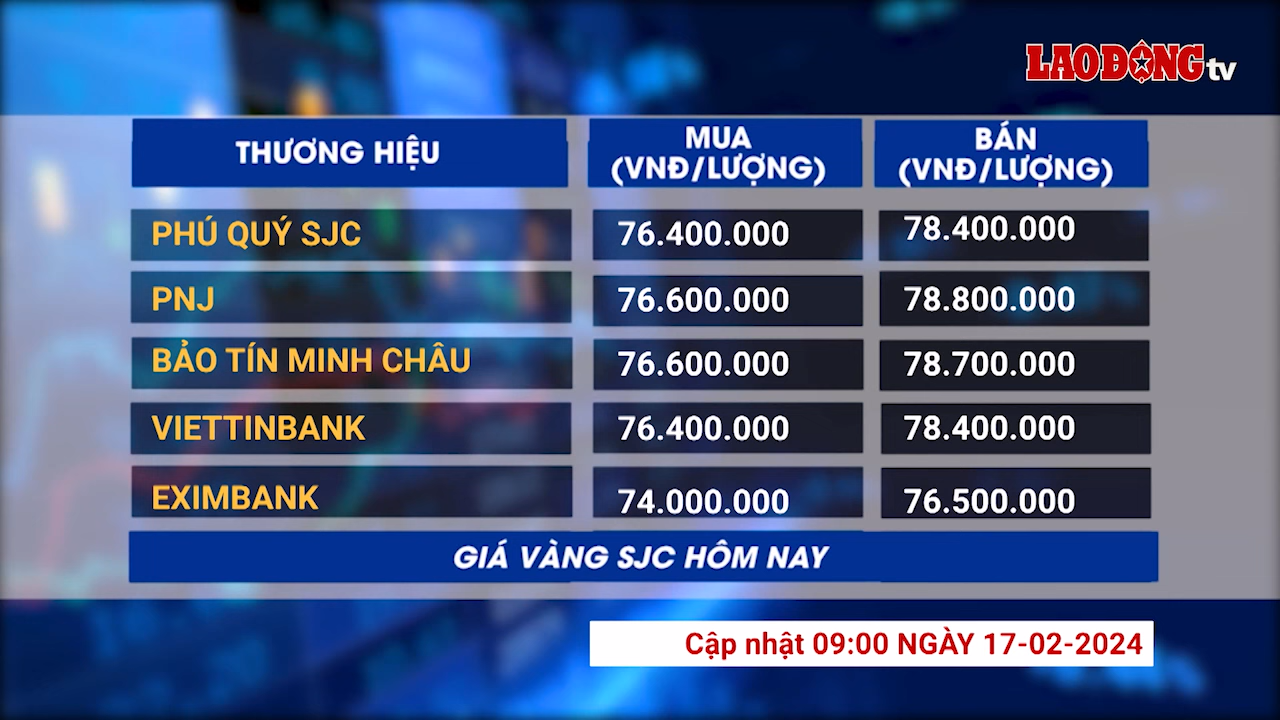 LAO ĐỘNG tv
THƯƠNG HIỆU
MUA
(VNĐ/LƯỢNG)
BÁN
(VNĐ/LƯỢNG)
PHÚ QUÝ SJC 76.400.000 78.400.000
PNJ 76.600.000 78.800.000
BẢO TÍN MINH CHÂU 76.600.000 78.700.000
VIETTINBANK 76.400.000 78.400.000
EXIMBANK 74.000.000 76.500.000
GIÁ VÀNG SJC HÔM NAY
Cập nhật 09:00 NGÀY 17-02-2024